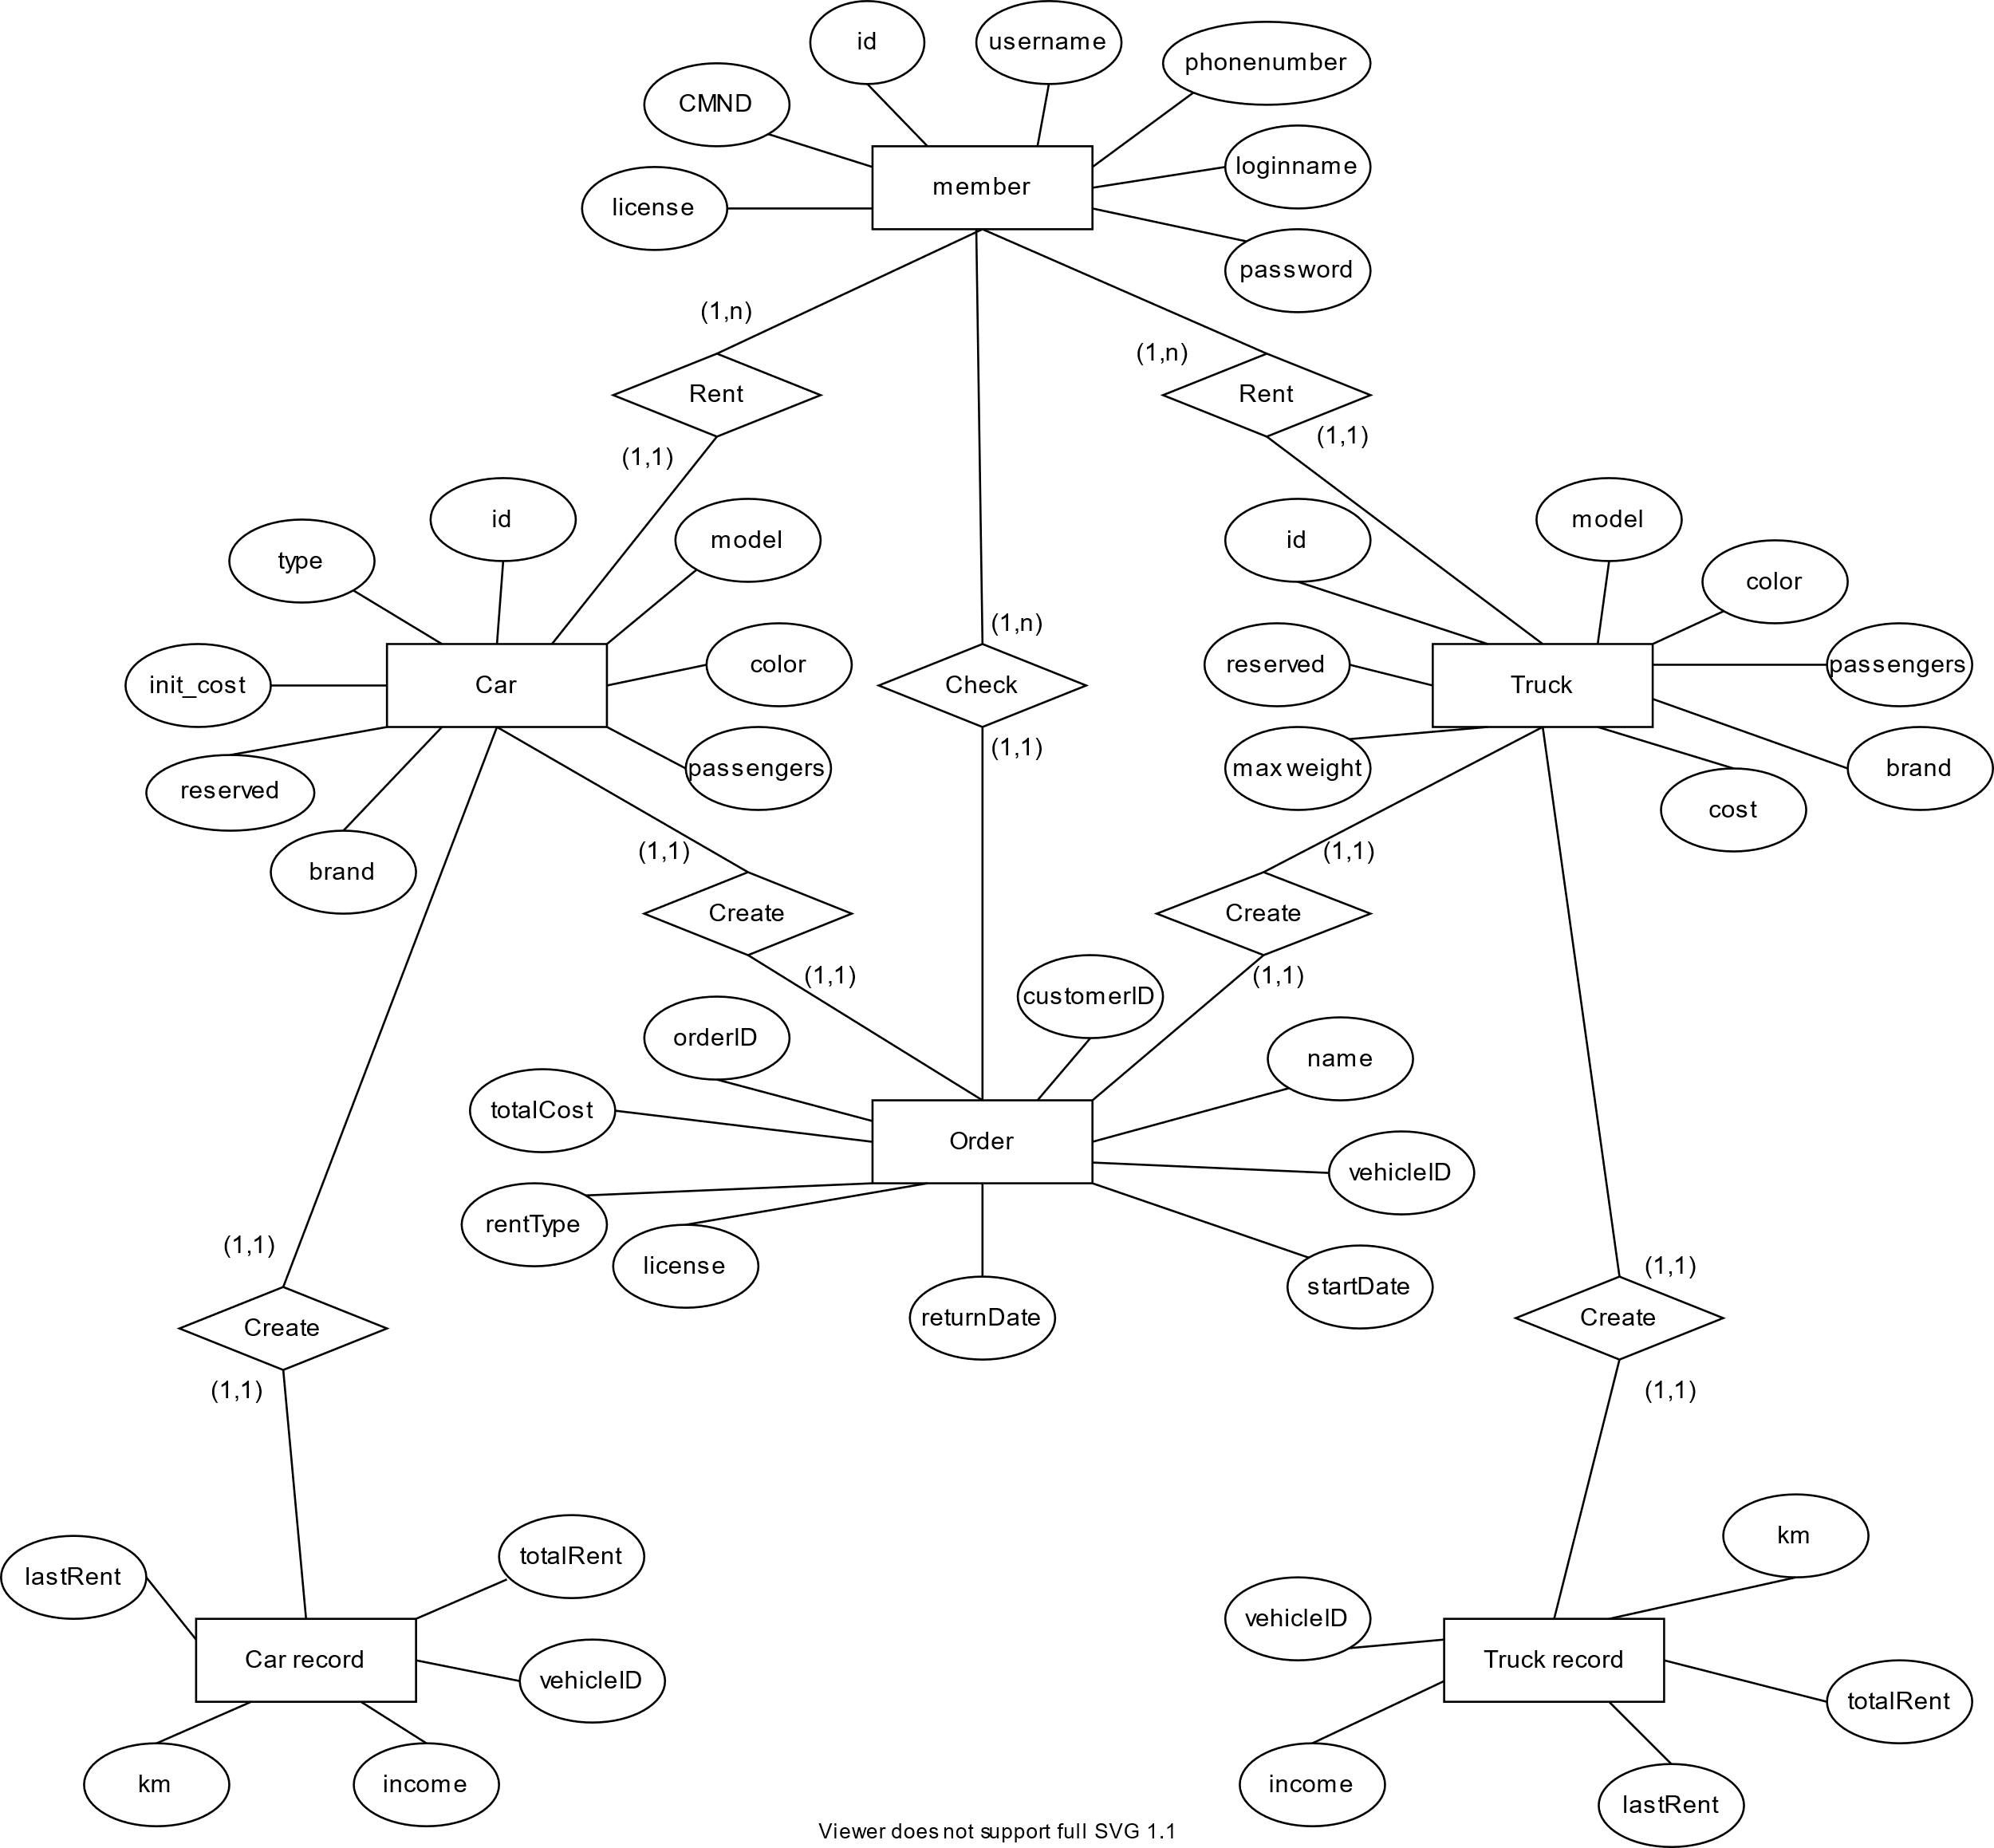 id
username
phonenumber
CMND
loginname
member
license
password
(1,n)
(1,n)
Rent
Rent
(1,1)
(1,1)
id
model
type
model
id
color
(1,n)
color
reserved
passengers
init_cost
Car
Check
Truck
(1,1)
passengers
maxweight
brand
reserved
cost
brand
(1,1)
(1,1)
Create
Create
(1,1)
(1,1)
customerID
orderID
name
totalCost
Order
vehicleID
rentType
license
startDate
returnDate
(1,1)
(1,1)
Create
Create
(1,1)
(1,1)
km
totalRent
lastRent
vehicleID
Car record
Truck record
vehicleID
totalRent
km
income
income
lastRent
Viewer does not support full SVG 1.1